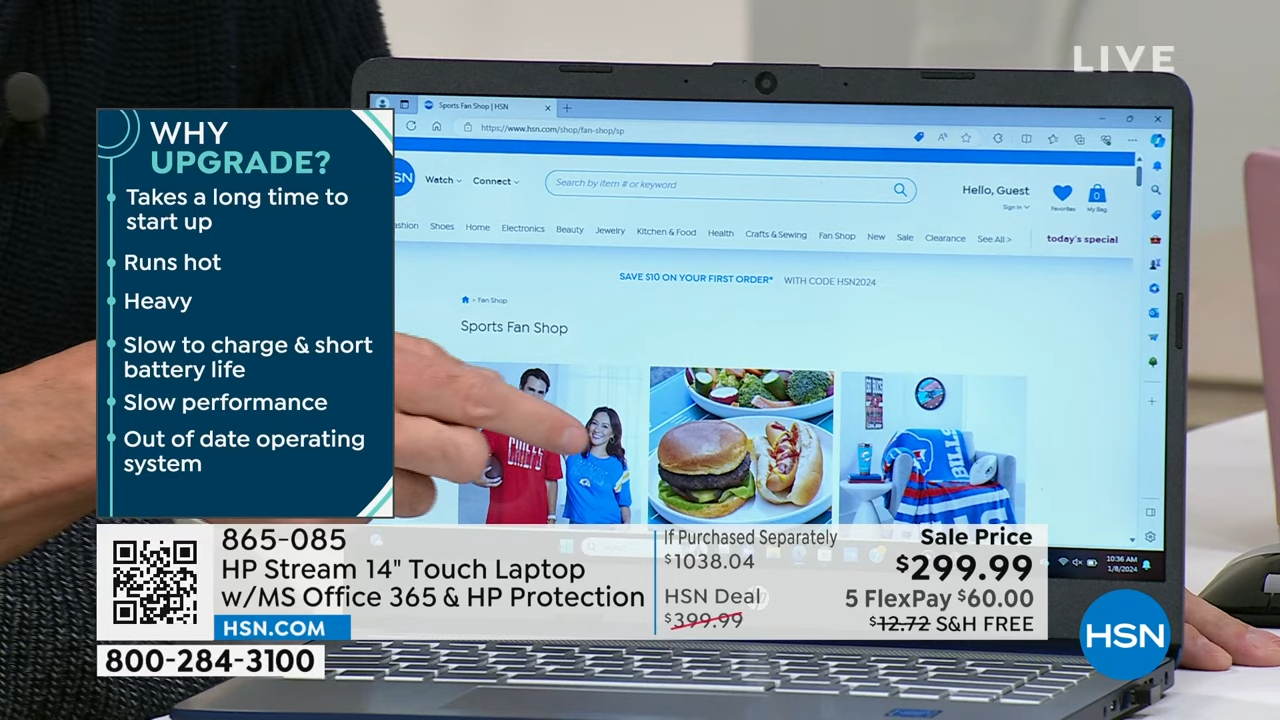 LIVE
WHY
UPGRADE?
Takes a long time to
start up
Runs hot
Heavy
Slow to charge & short
battery life
Slow performance
Out of date operating
system
Sports Fan Shop | HSN
https://www.hsn.com/shop/fan-shop/sp
SN
Watch
Connect
Search by item # or keyword
Hello, Guest
Sign In
Favorites
0
My Bag
ashion Shoes Home Electronics Beauty Jewelry Kitchen & Food Health Crafts & Sewing Fan Shop New Sale Clearance See All > today's special
SAVE $10 ON YOUR FIRST ORDER* WITH CODE HSN2024
> Fan Shop
Sports Fan Shop
CHIEFS
BILLS
10:36 AM
1/8/2024
865-085
HP Stream 14" Touch Laptop
w/MS Office 365 & HP Protection
HSN.COM
800-284-3100
If Purchased Separately
$1038.04
HSN Deal
$399.99
Sale Price
$299.99
5 FlexPay $60.00
$12.72 S&H FREE
HSN